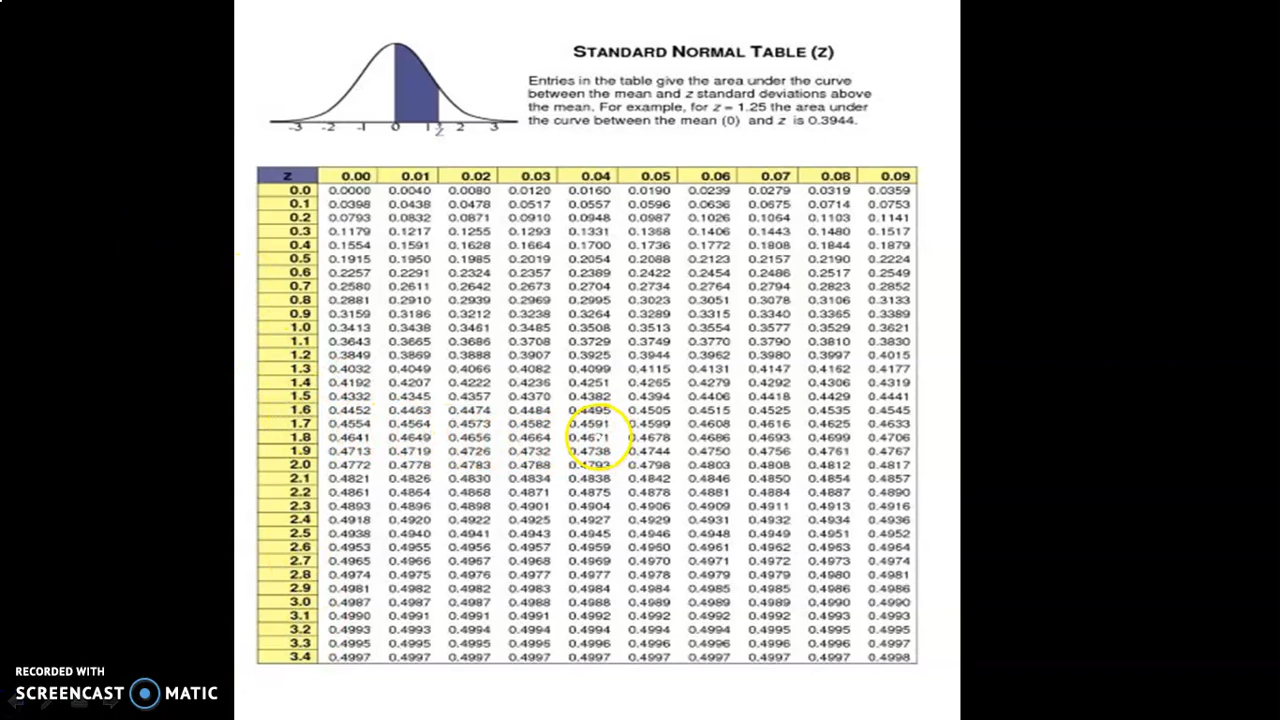 STANDARD NORMAL TABLE (Z)
Entries in the table give the area under the curve
between the mean and z standard deviations above
the mean. For example, for z = 1.25 the area under
the curve between the mean (0) and z is 0.3944.
-3 -2 -1 0 1 2 3
z
z 0.00 0.01 0.02 0.03 0.04 0.05 0.06 0.07 0.08 0.09
0.0 0.0000 0.0040 0.0080 0.0120 0.0160 0.0190 0.0239 0.0279 0.0319 0.0359
0.1 0.0398 0.0438 0.0478 0.0517 0.0557 0.0596 0.0636 0.0675 0.0714 0.0753
0.2 0.0793 0.0832 0.0871 0.0910 0.0948 0.0987 0.1026 0.1064 0.1103 0.1141
0.3 0.1179 0.1217 0.1255 0.1293 0.1331 0.1368 0.1406 0.1443 0.1480 0.1517
0.4 0.1554 0.1591 0.1628 0.1664 0.1700 0.1736 0.1772 0.1808 0.1844 0.1879
0.5 0.1915 0.1950 0.1985 0.2019 0.2054 0.2088 0.2123 0.2157 0.2190 0.2224
0.6 0.2257 0.2291 0.2324 0.2357 0.2389 0.2422 0.2454 0.2486 0.2517 0.2549
0.7 0.2580 0.2611 0.2642 0.2673 0.2704 0.2734 0.2764 0.2794 0.2823 0.2852
0.8 0.2881 0.2910 0.2939 0.2969 0.2995 0.3023 0.3051 0.3078 0.3106 0.3133
0.9 0.3159 0.3186 0.3212 0.3238 0.3264 0.3289 0.3315 0.3340 0.3365 0.3389
1.0 0.3413 0.3438 0.3461 0.3485 0.3508 0.3513 0.3554 0.3577 0.3529 0.3621
1.1 0.3643 0.3665 0.3686 0.3708 0.3729 0.3749 0.3770 0.3790 0.3810 0.3830
1.2 0.3849 0.3869 0.3888 0.3907 0.3925 0.3944 0.3962 0.3980 0.3997 0.4015
1.3 0.4032 0.4049 0.4066 0.4082 0.4099 0.4115 0.4131 0.4147 0.4162 0.4177
1.4 0.4192 0.4207 0.4222 0.4236 0.4251 0.4265 0.4279 0.4292 0.4306 0.4319
1.5 0.4332 0.4345 0.4357 0.4370 0.4382 0.4394 0.4406 0.4418 0.4429 0.4441
1.6 0.4452 0.4463 0.4474 0.4484 0.4495 0.4505 0.4515 0.4525 0.4535 0.4545
1.7 0.4554 0.4564 0.4573 0.4582 0.4591 0.4599 0.4608 0.4616 0.4625 0.4633
1.8 0.4641 0.4649 0.4656 0.4664 0.4671 0.4678 0.4686 0.4693 0.4699 0.4706
1.9 0.4713 0.4719 0.4726 0.4732 0.4738 0.4744 0.4750 0.4756 0.4761 0.4767
2.0 0.4772 0.4778 0.4783 0.4788 0.4793 0.4798 0.4803 0.4808 0.4812 0.4817
2.1 0.4821 0.4826 0.4830 0.4834 0.4838 0.4842 0.4846 0.4850 0.4854 0.4857
2.2 0.4861 0.4864 0.4868 0.4871 0.4875 0.4878 0.4881 0.4884 0.4887 0.4890
2.3 0.4893 0.4896 0.4898 0.4901 0.4904 0.4906 0.4909 0.4911 0.4913 0.4916
2.4 0.4918 0.4920 0.4922 0.4925 0.4927 0.4929 0.4931 0.4932 0.4934 0.4936
2.5 0.4938 0.4940 0.4941 0.4943 0.4945 0.4946 0.4948 0.4949 0.4951 0.4952
2.6 0.4953 0.4955 0.4956 0.4957 0.4959 0.4960 0.4961 0.4962 0.4963 0.4964
2.7 0.4965 0.4966 0.4967 0.4968 0.4969 0.4970 0.4971 0.4972 0.4973 0.4974
2.8 0.4974 0.4975 0.4976 0.4977 0.4977 0.4978 0.4979 0.4979 0.4980 0.4981
2.9 0.4981 0.4982 0.4982 0.4983 0.4984 0.4984 0.4985 0.4985 0.4986 0.4986
3.0 0.4987 0.4987 0.4987 0.4988 0.4988 0.4989 0.4989 0.4989 0.4990 0.4990
3.1 0.4990 0.4991 0.4991 0.4991 0.4992 0.4992 0.4992 0.4992 0.4993 0.4993
3.2 0.4993 0.4993 0.4994 0.4994 0.4994 0.4994 0.4994 0.4995 0.4995 0.4995
3.3 0.4995 0.4995 0.4995 0.4996 0.4996 0.4996 0.4996 0.4996 0.4996 0.4997
3.4 0.4997 0.4997 0.4997 0.4997 0.4997 0.4997 0.4997 0.4997 0.4997 0.4998
RECORDED WITH
SCREENCAST MATIC